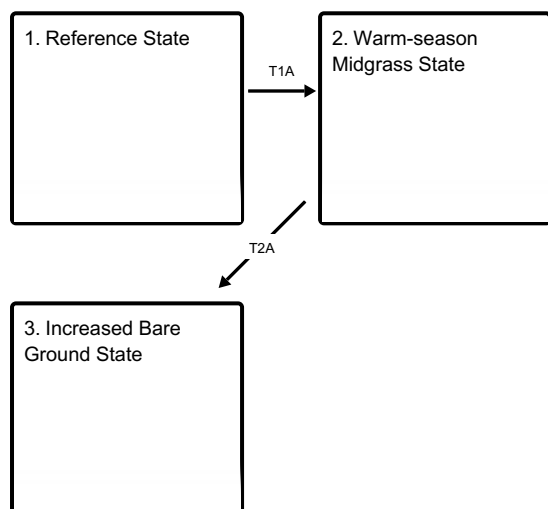 1. Reference State
T1A
2. Warm-season
Midgrass State
T2A
3. Increased Bare
Ground State